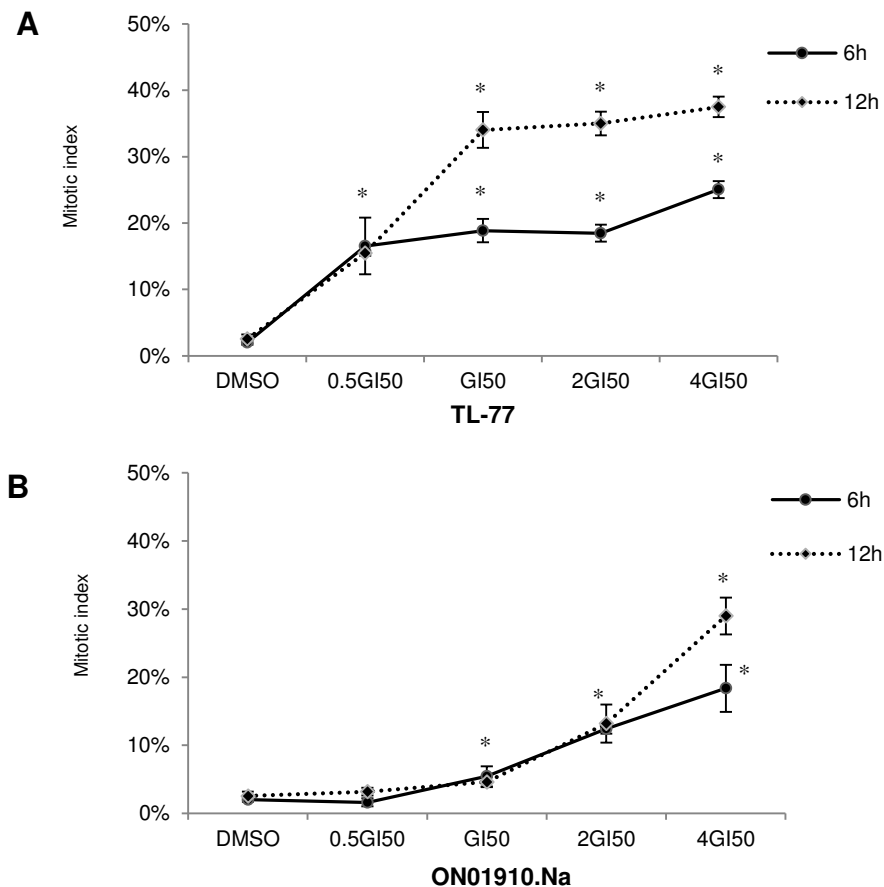 A
50%
40%
30%
20%
10%
0%
Mitotic index
6h
12h
*
*
*
*
*
*
*
DMSO 0.5GI50 GI50 2GI50 4GI50
TL-77
B
50%
40%
30%
20%
10%
0%
Mitotic index
6h
12h
*
*
*
*
DMSO 0.5GI50 GI50 2GI50 4GI50
ON01910.Na